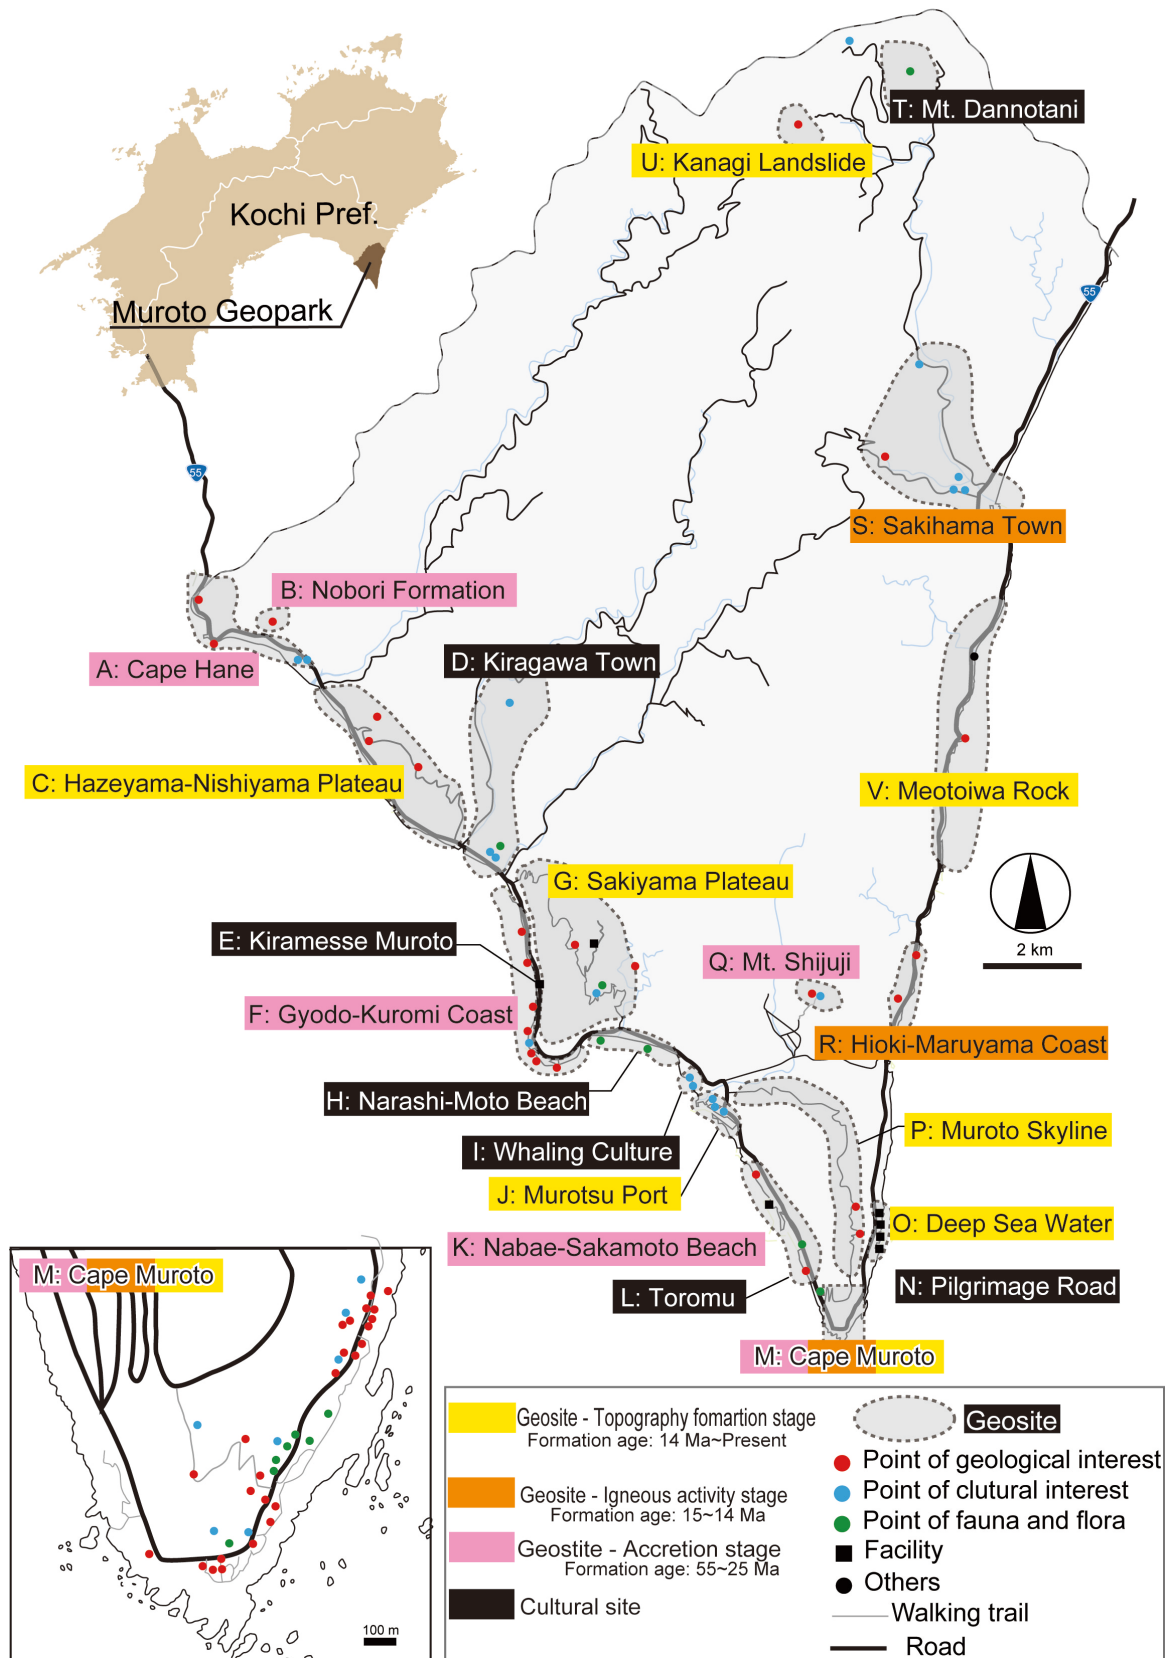 T: Mt. Dannotani
U: Kanagi Landslide
Kochi Pref.
55
Muroto Geopark
55
S: Sakihama Town
B: Nobori Formation
A: Cape Hane
D: Kiragawa Town
C: Hazeyama-Nishiyama Plateau
V: Meotoiwa Rock
G: Sakiyama Plateau
E: Kiramesse Muroto
2 km
Q: Mt. Shijuji
F: Gyodo-Kuromi Coast
R: Hioki-Maruyama Coast
H: Narashi-Moto Beach
P: Muroto Skyline
I: Whaling Culture
J: Murotsu Port
O: Deep Sea Water
K: Nabae-Sakamoto Beach
N: Pilgrimage Road
L: Toromu
M: Cape Muroto
M: Cape Muroto
100 m
Geosite - Topography fomartion stage
Formation age: 14 Ma~Present
Geosite - Igneous activity stage
Formation age: 15~14 Ma
Geostite - Accretion stage
Formation age: 55~25 Ma
Cultural site
Geosite
Point of geological interest
Point of clutural interest
Point of fauna and flora
Facility
Others
Walking trail
Road